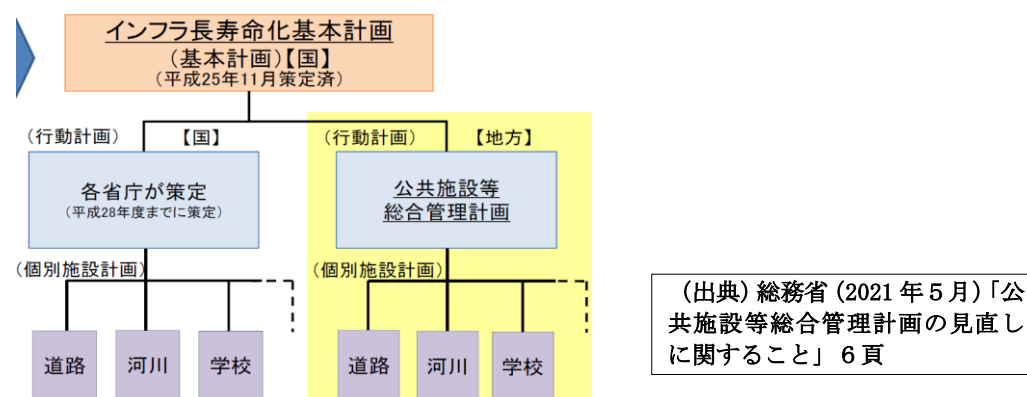 インフラ長寿命化基本計画
(基本計画)【国】
(平成25年11月策定済)
(行動計画) 【国】
各省庁が策定
(平成28年度までに策定)
(個別施設計画)
道路 河川 学校
(行動計画) 【地方】
公共施設等
総合管理計画
(個別施設計画)
道路 河川 学校
(出典)総務省(2021年5月)「公
共施設等総合管理計画の見直し
に関すること」6頁